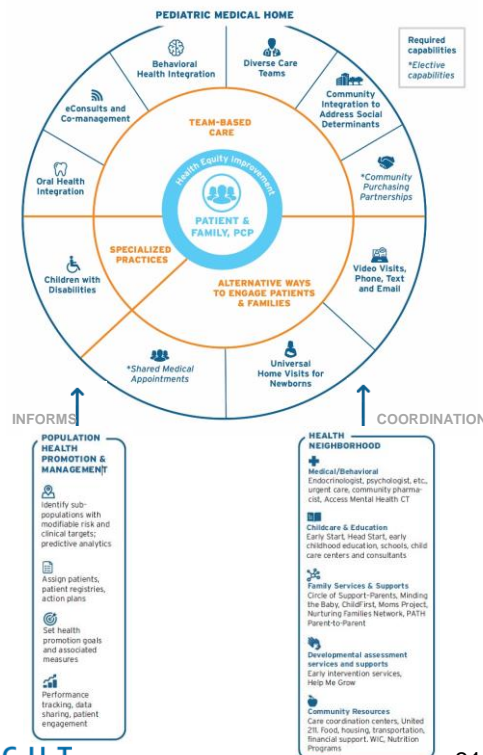 PEDIATRIC MEDICAL HOME
Required
capabilities
*Elective
capabilities
Behavioral
Health Integration
Diverse Care
Teams
eConsults and
Co-management
Community
Integration to
Address Social
Determinants
TEAM-BASED
CARE
Oral Health
Integration
Health Equity Improvement
*Community
Purchasing
Partnerships
PATIENT &
FAMILY, PCP
SPECIALIZED
PRACTICES
Children with
Disabilities
ALTERNATIVE WAYS
TO ENGAGE PATIENTS
& FAMILIES
Video Visits,
Phone, Text
and Email
*Shared Medical
Appointments
Universal
Home Visits for
Newborns
INFORMS
COORDINATION
POPULATION
HEALTH
PROMOTION &
MANAGEMENT
Identify sub-
populations with
modifiable risk and
clinical targets;
predictive analytics
Assign patients,
patient registries,
action plans
Set health
promotion goals
and associated
measures
Performance
tracking, data
sharing, patient
engagement
HEALTH
NEIGHBORHOOD
Medical/Behavioral
Endocrinologist, psychologist, etc.,
urgent care, community pharma-
cist, Access Mental Health CT
Childcare & Education
Early Start, Head Start, early
childhood education, schools, child
care centers and consultants
Family Services & Supports
Circle of Support-Parents, Minding
the Baby, ChildFirst, Moms Project,
Nurturing Families Network, PATH
Parent-to-Parent
Developmental assessment
services and supports
Early intervention services,
Help Me Grow
Community Resources
Care coordination centers, United
211. Food, housing, transportation,
financial support. WIC, Nutrition
Programs